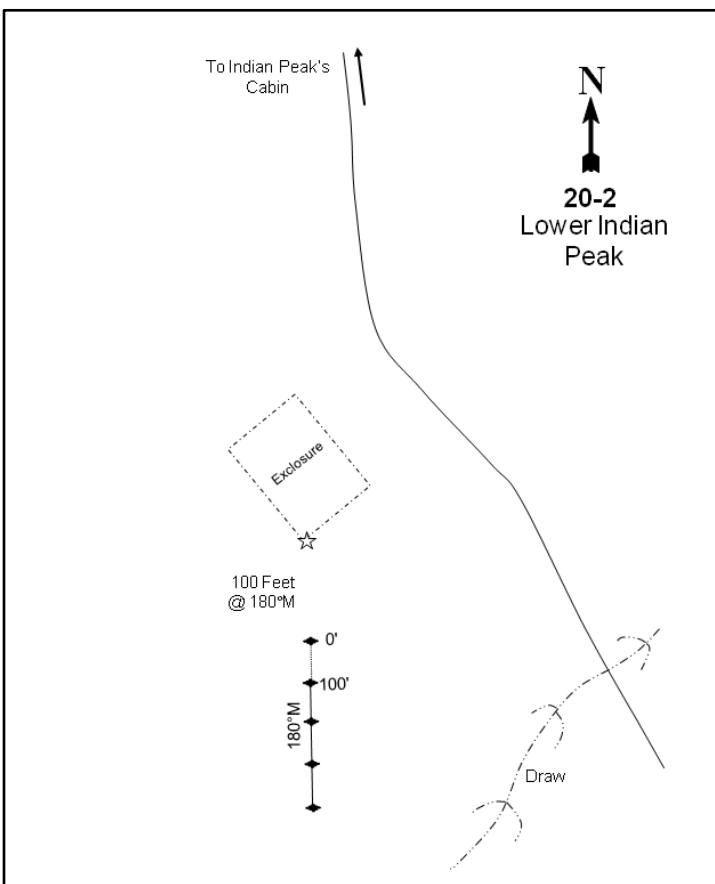 To Indian Peak's
Cabin
N
20-2
Lower Indian
Peak
Exclosure
100 Feet
@ 180°M
0'
100'
180°M
Draw